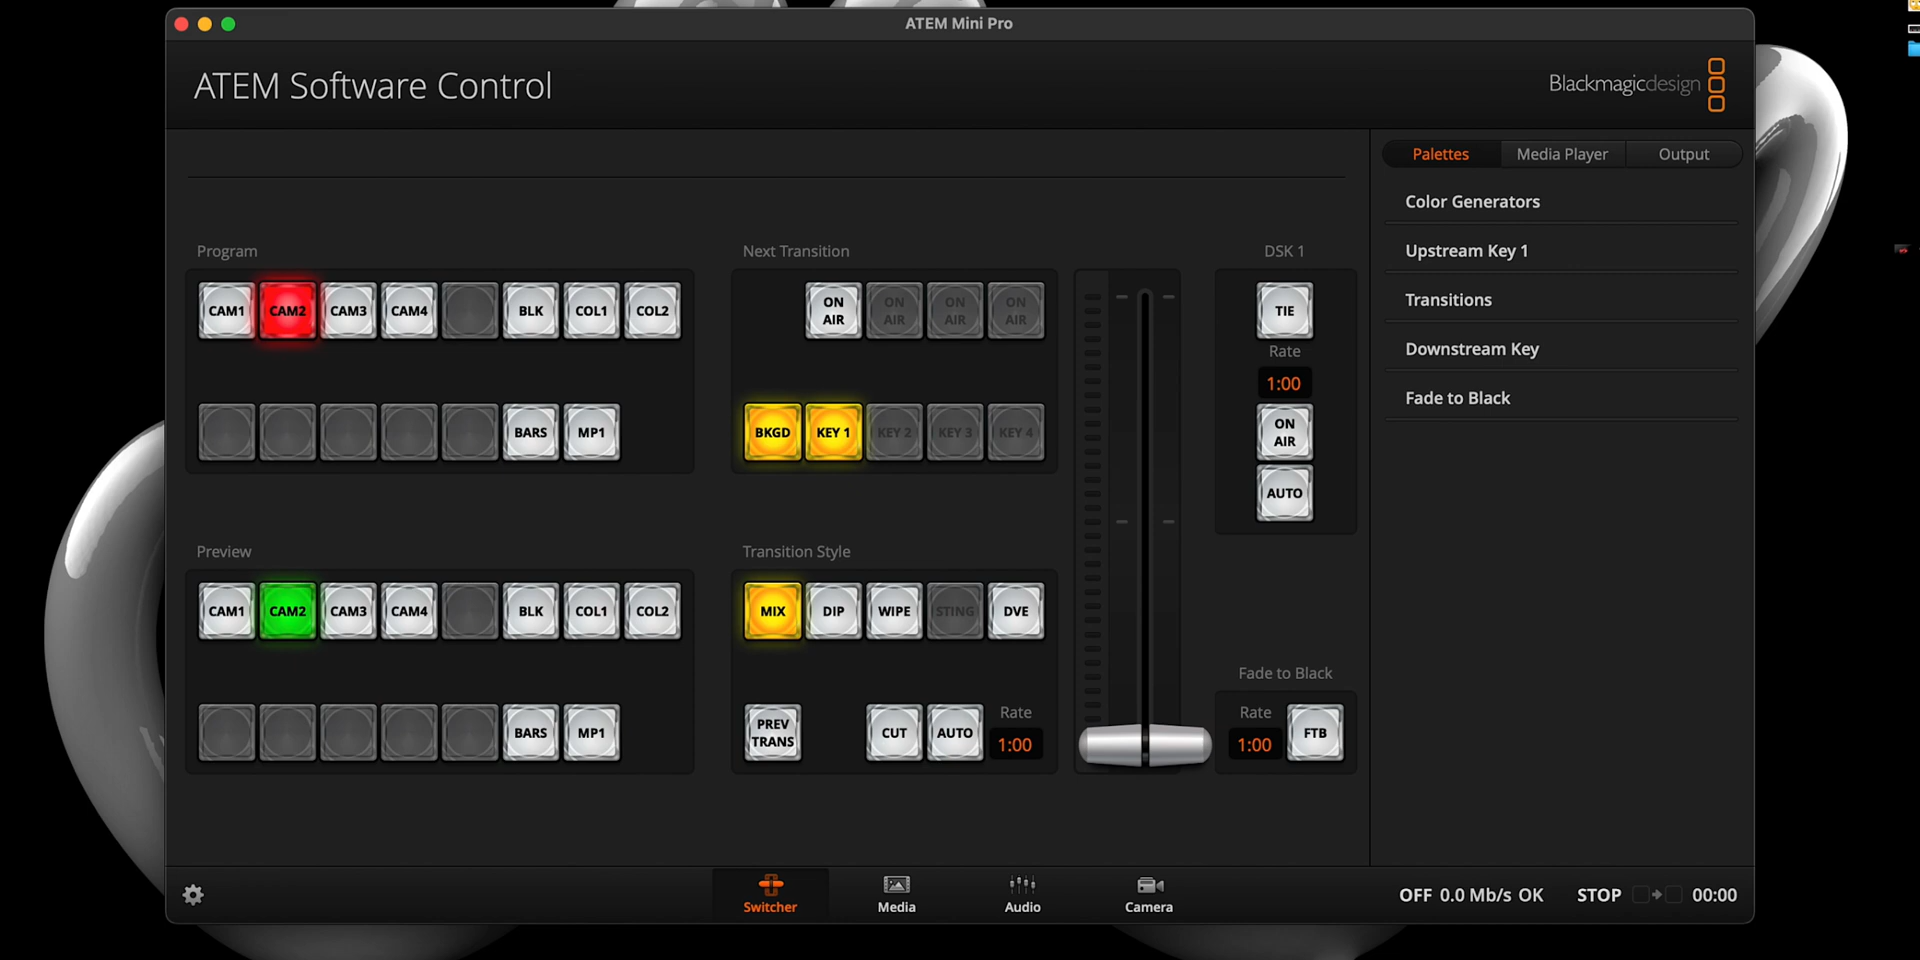 ATEM Mini Pro
ATEM Software Control
Blackmagicdesign
Palettes
Media Player
Output
Color Generators
Upstream Key 1
Transitions
Downstream Key
Fade to Black
Program
CAM1 CAM2 CAM3 CAM4 BLK COL1 COL2
BARS MP1
Next Transition
ON AIR ON AIR ON AIR ON AIR
BKGD KEY 1 KEY 2 KEY 3 KEY 4
DSK 1
TIE
Rate
1:00
ON AIR
AUTO
Preview
CAM1 CAM2 CAM3 CAM4 BLK COL1 COL2
BARS MP1
Transition Style
MIX DIP WIPE STING DVE
PREV TRANS
CUT AUTO
Rate
1:00
Fade to Black
Rate
1:00
FTB
Switcher
Media
Audio
Camera
OFF 0.0 Mb/s OK
STOP
00:00